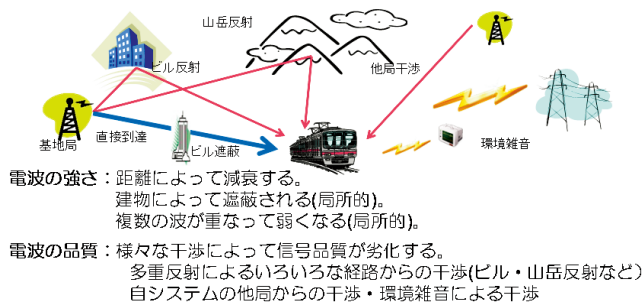 山岳反射
ビル反射
他局干渉
基地局
直接到達
ビル遮蔽
環境雑音
電波の強さ：距離によって減衰する。
建物によって遮蔽される(局所的)。
複数の波が重なって弱くなる(局所的)。
電波の品質：様々な干渉によって信号品質が劣化する。
多重反射によるいろいろな経路からの干渉(ビル・山岳反射など)
自システムの他局からの干渉・環境雑音による干渉